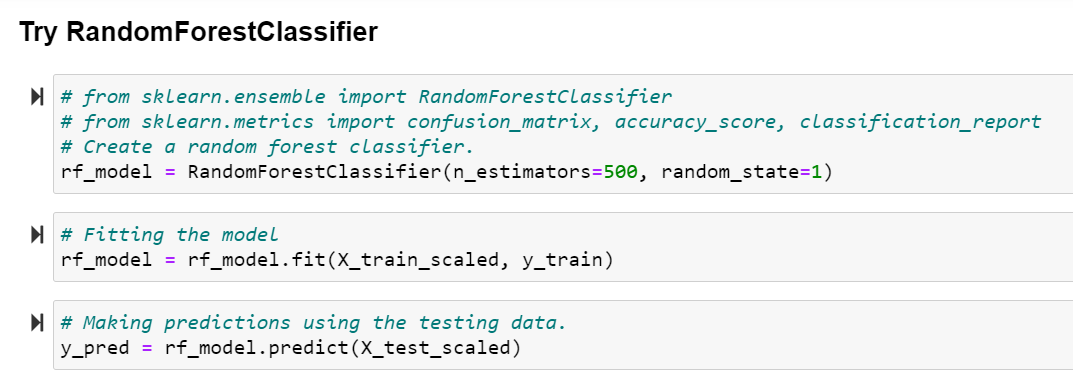 Try RandomForestClassifier
# from sklearn.ensemble import RandomForestClassifier
# from sklearn.metrics import confusion_matrix, accuracy_score, classification_report
# Create a random forest classifier.
rf_model = RandomForestClassifier(n_estimators=500, random_state=1)
# Fitting the model
rf_model = rf_model.fit(X_train_scaled, y_train)
# Making predictions using the testing data.
y_pred = rf_model.predict(X_test_scaled)